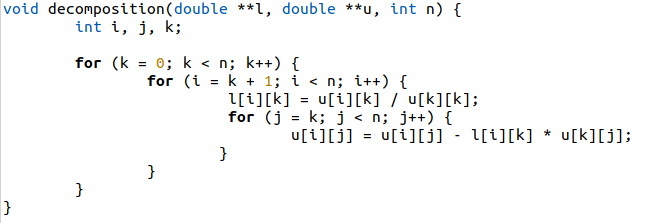 void decomposition(double **l, double **u, int n) {
        int i, j, k;

        for (k = 0; k < n; k++) {
                for (i = k + 1; i < n; i++) {
                        l[i][k] = u[i][k] / u[k][k];
                        for (j = k; j < n; j++) {
                                u[i][j] = u[i][j] - l[i][k] * u[k][j];
                        }
                }
        }
}